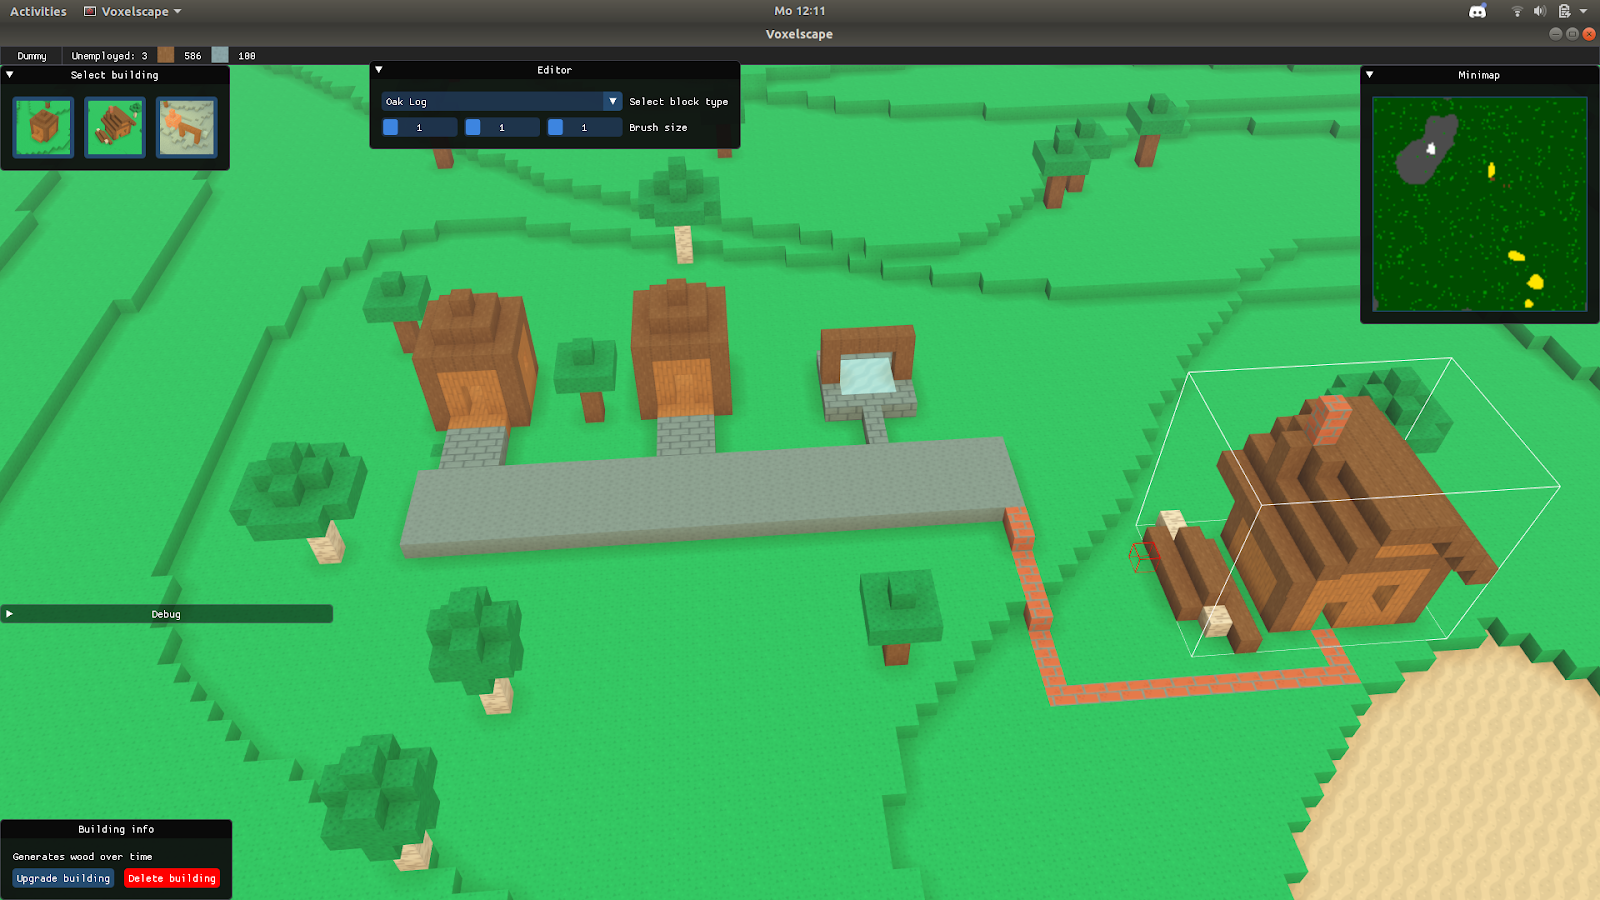 Activities Voxelscape Mo 12:11
Voxelscape
Dummy Unemployed: 3 586 100
Select building
Editor
Oak Log Select block type
1 1 1 Brush size
Minimap
Debug
Building info
Generates wood over time
Upgrade building Delete building